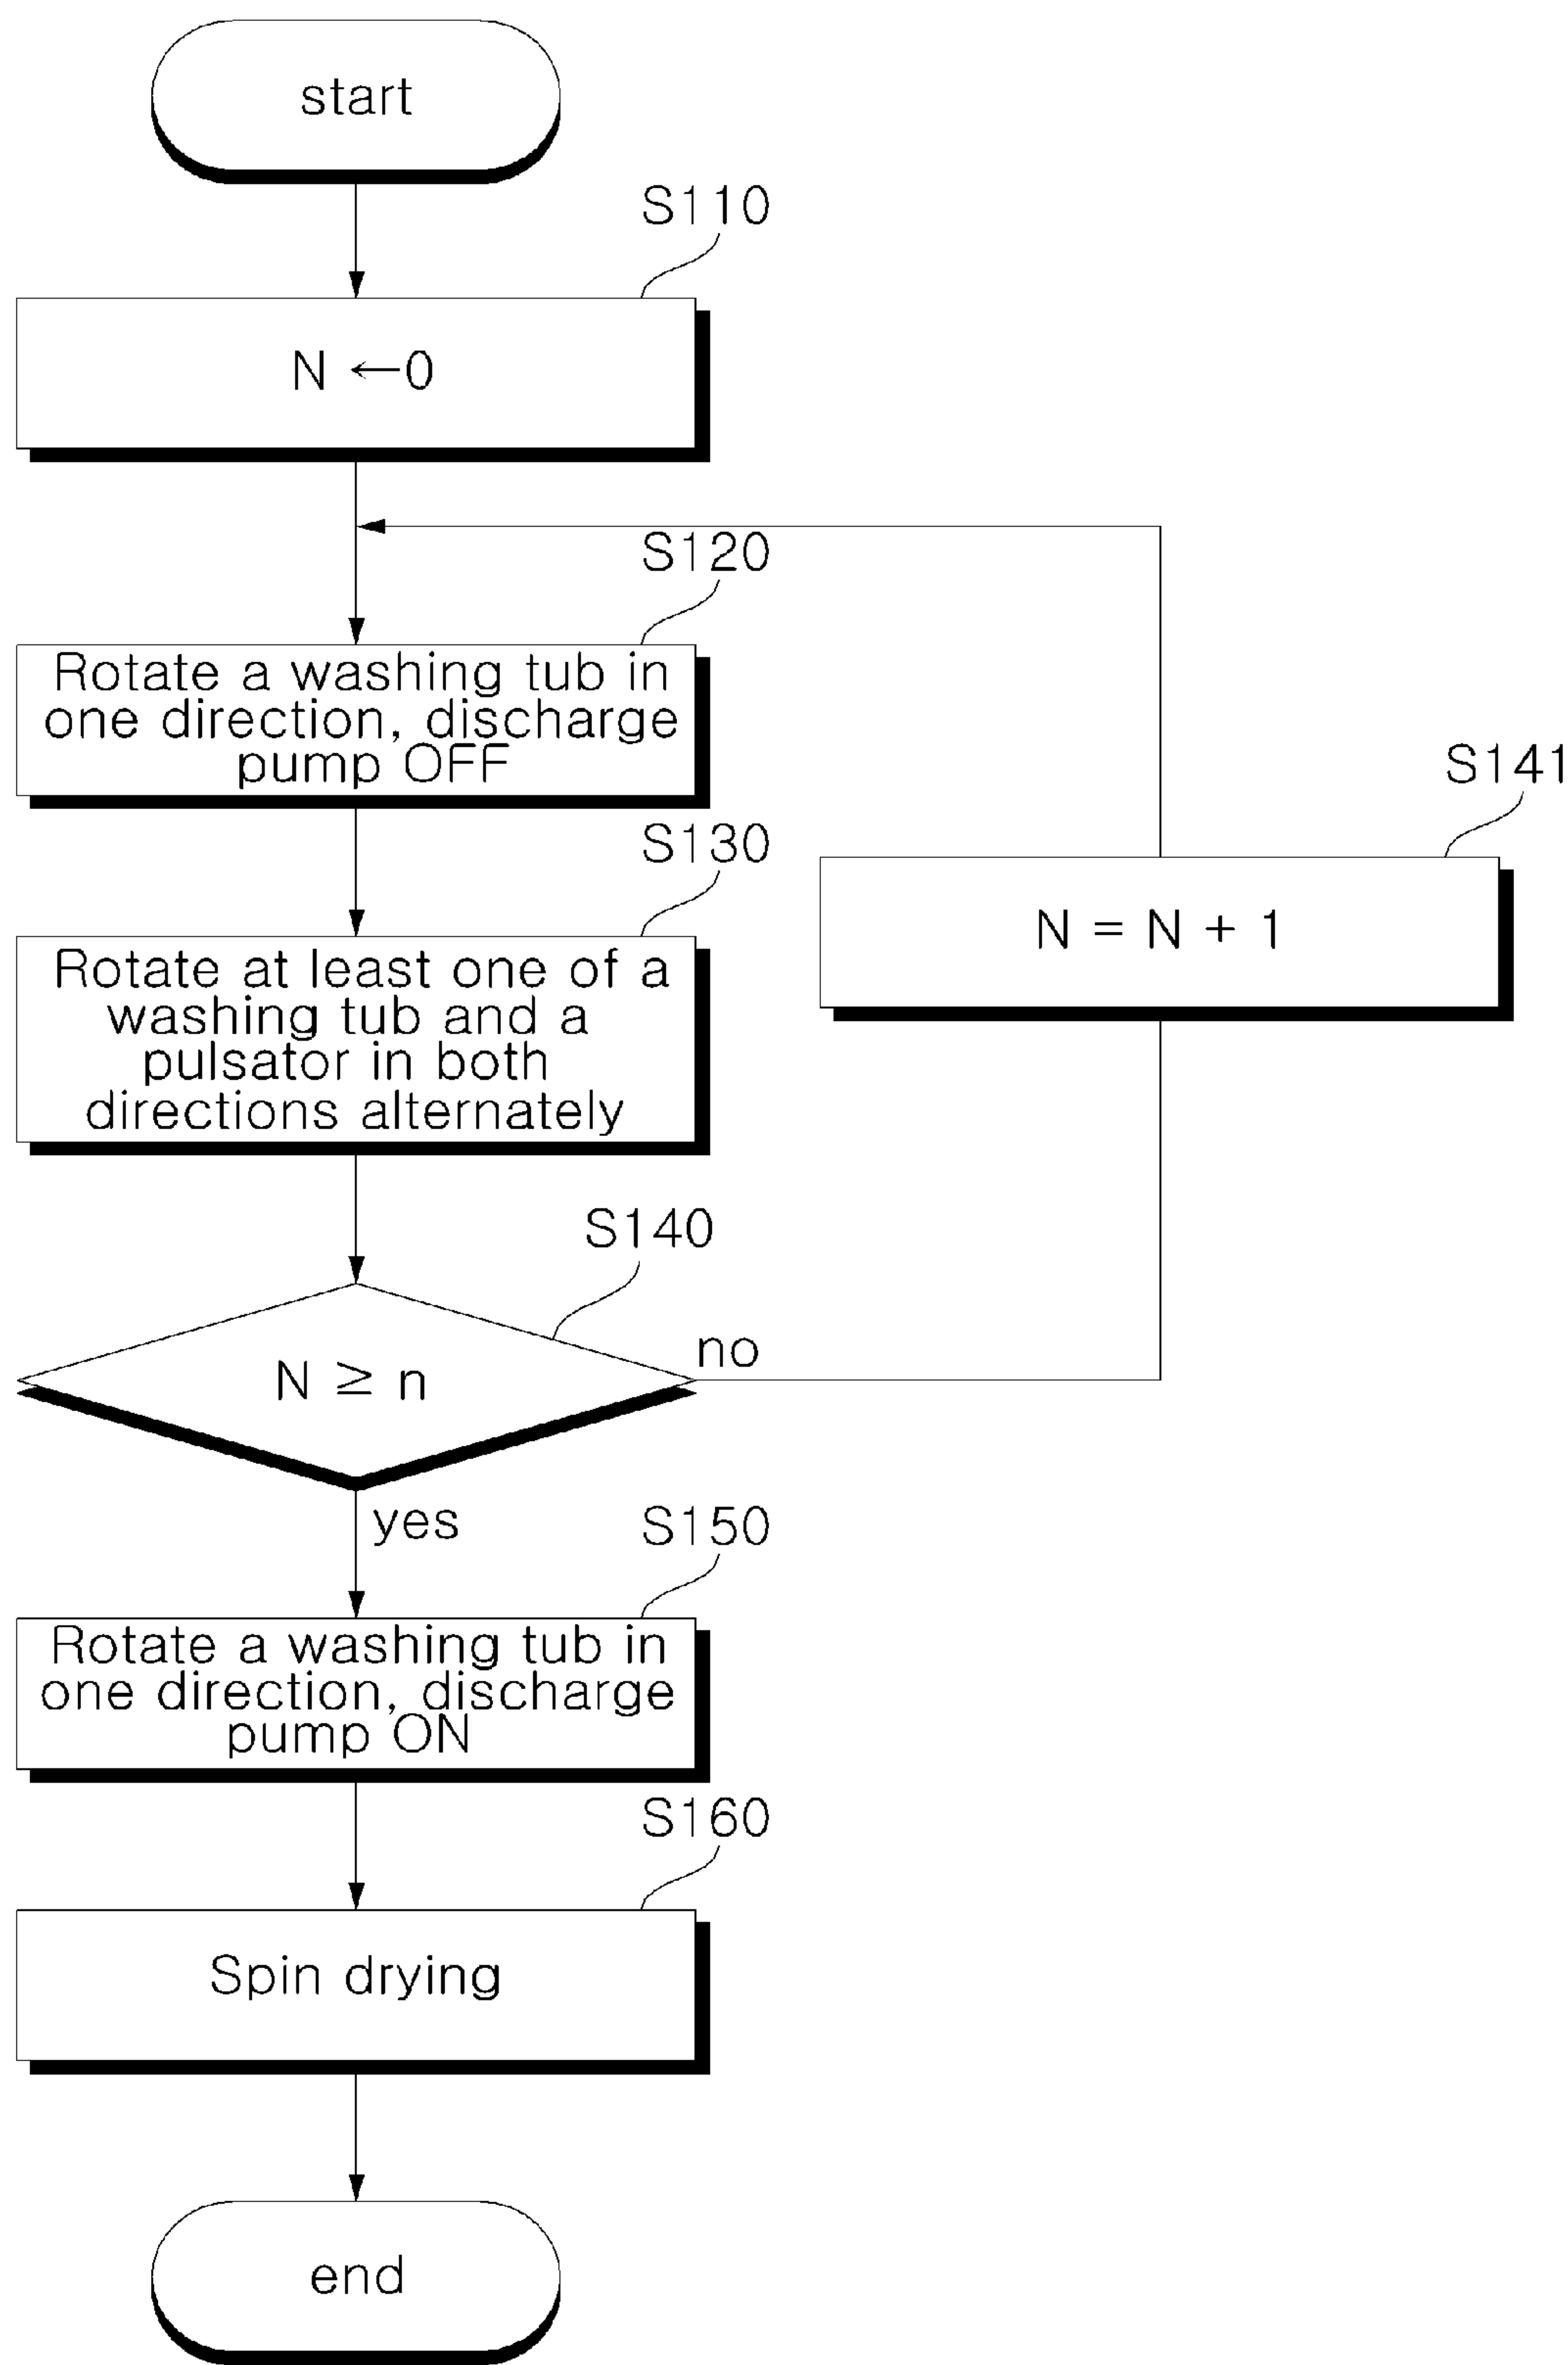 start
S110
N ←0
S120
Rotate a washing tub in
one direction, discharge
pump OFF
S141
N = N + 1
S130
Rotate at least one of a
washing tub and a
pulsator in both
directions alternately
S140
N ≥ n
no
yes
S150
Rotate a washing tub in
one direction, discharge
pump ON
S160
Spin drying
end